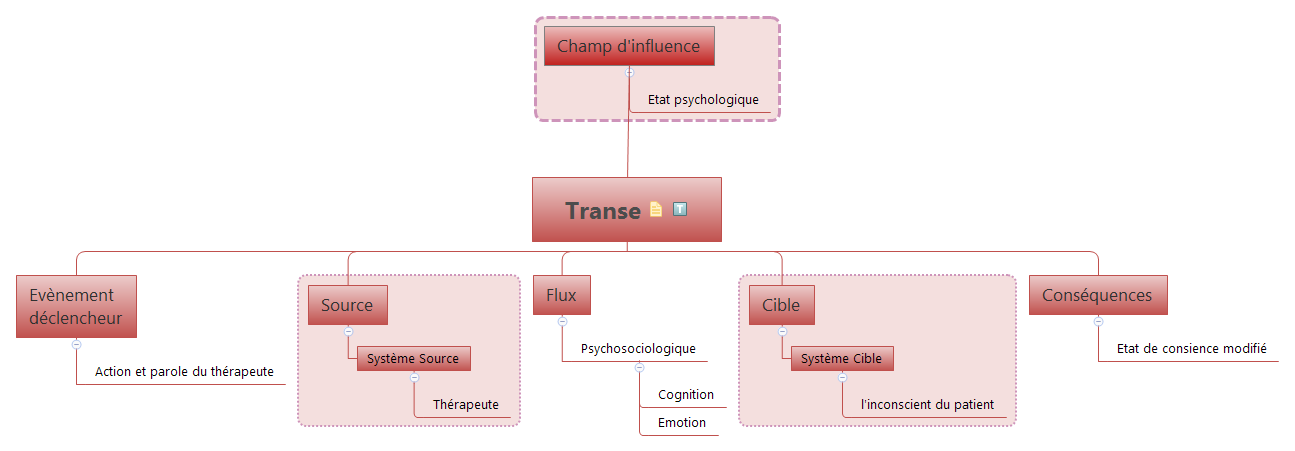 Champ d'influence
Etat psychologique
Transe
T
Evènement
déclencheur
Action et parole du thérapeute
Source
Système Source
Thérapeute
Flux
Psychosociologique
Cognition
Emotion
Cible
Système Cible
l'inconscient du patient
Conséquences
Etat de consience modifié